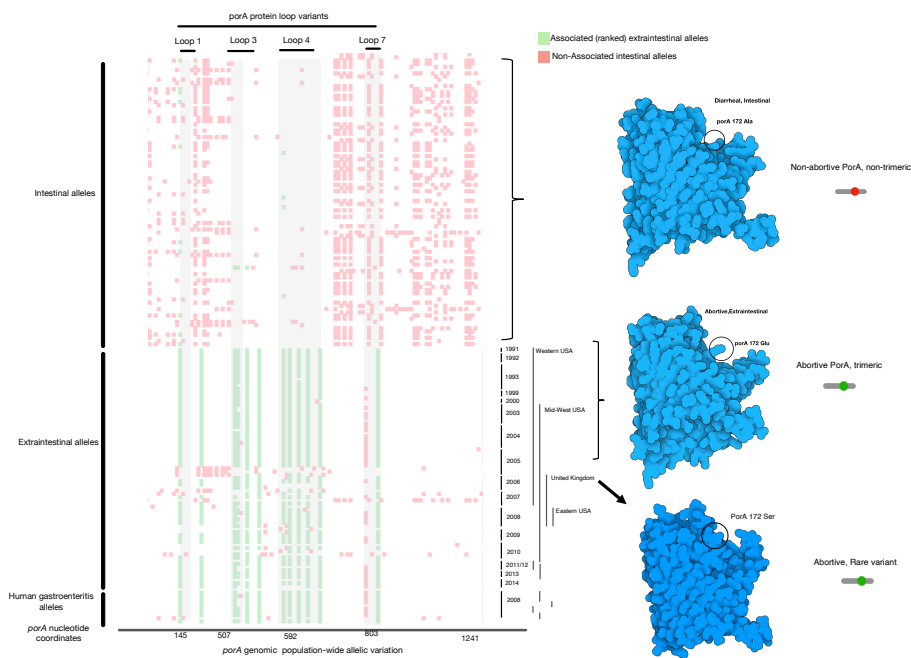 porA protein loop variants
Loop 1
Loop 3
Loop 4
Loop 7
Associated (ranked) extraintestinal alleles
Non-Associated intestinal alleles
Intestinal alleles
Extraintestinal alleles
Human gastroenteritis
alleles
porA nucleotide
coordinates
145
507
592
803
1241
porA genomic population-wide allelic variation
1991
1992
1993
1999
2000
2003
2004
2005
2006
2007
2008
2009
2010
2011/12
2013
2014
2008
Western USA
Mid-West USA
United Kingdom
Eastern USA
Diarrheal, Intestinal
porA 172 Ala
Non-abortive PorA, non-trimeric
Abortive,Extraintestinal
porA 172 Glu
Abortive PorA, trimeric
PorA 172 Ser
Abortive, Rare variant